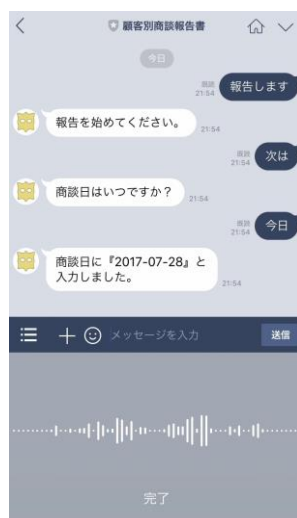 顧客別商談報告書
今日
既読
21:54
報告します
報告を始めてください。
21:54
既読
21:54
次は
商談日はいつですか?
21:54
既読
21:54
今日
商談日に『2017-07-28』と
入力しました。
21:54
メッセージを入力
送信
完了